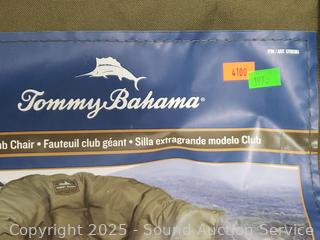 4100
Tommy Bahama
ub Chair • Fauteuil club géant • Silla extragrande modelo Club
Copyright 2025 - Sound Auction Service